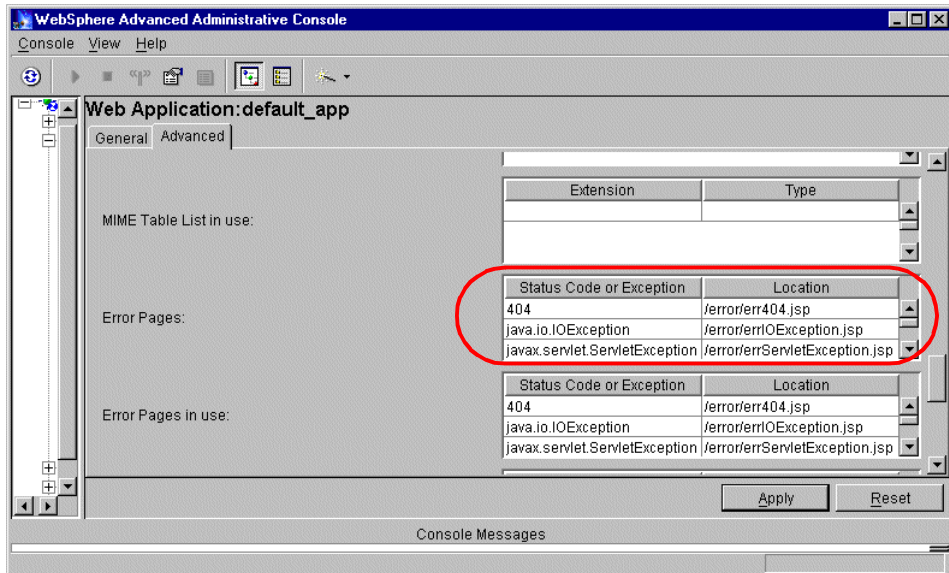 WebSphere Advanced Administrative Console
Console View Help
Web Application:default_app
General Advanced
Extension Type
MIME Table List in use:
Status Code or Exception Location
Error Pages:
404 /error/err404.jsp
java.io.IOException /error/errIOException.jsp
javax.servlet.ServletException /error/errServletException.jsp
Status Code or Exception Location
Error Pages in use:
404 /error/err404.jsp
java.io.IOException /error/errIOException.jsp
javax.servlet.ServletException /error/errServletException.jsp
Apply Reset
Console Messages